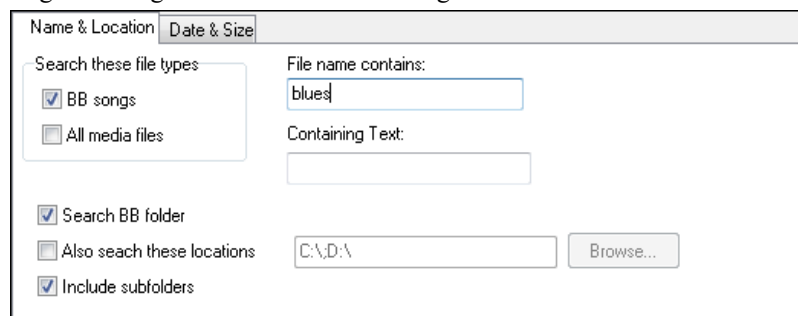 Name & Location Date & Size
Search these file types
BB songs
All media files
File name contains:
blues
Containing Text:
Search BB folder
Also seach these locations C:\;D:\ Browse...
Include subfolders